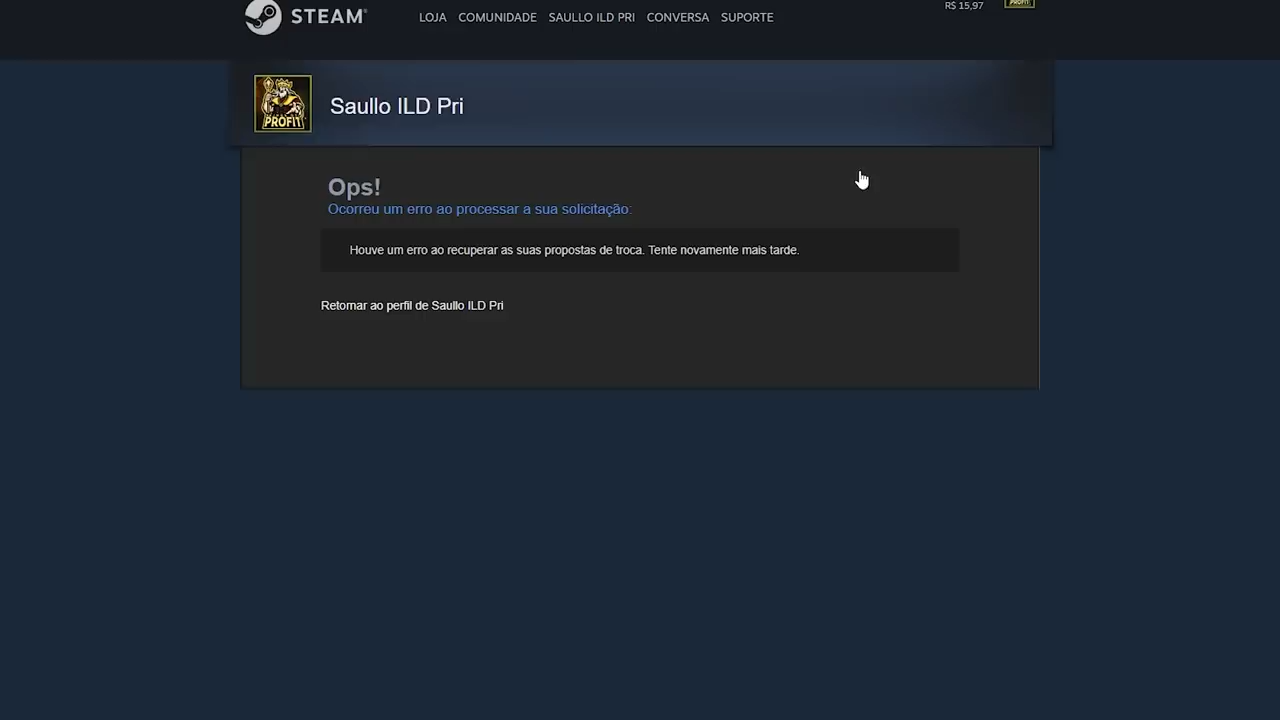 R$ 15,97
PROFIT
STEAM
LOJA COMUNIDADE SAULLO ILD PRI CONVERSA SUPORTE
PROFIT
Saullo ILD Pri
Ops!
Ocorreu um erro ao processar a sua solicitação:
Houve um erro ao recuperar as suas propostas de troca. Tente novamente mais tarde.
Retornar ao perfil de Saullo ILD Pri